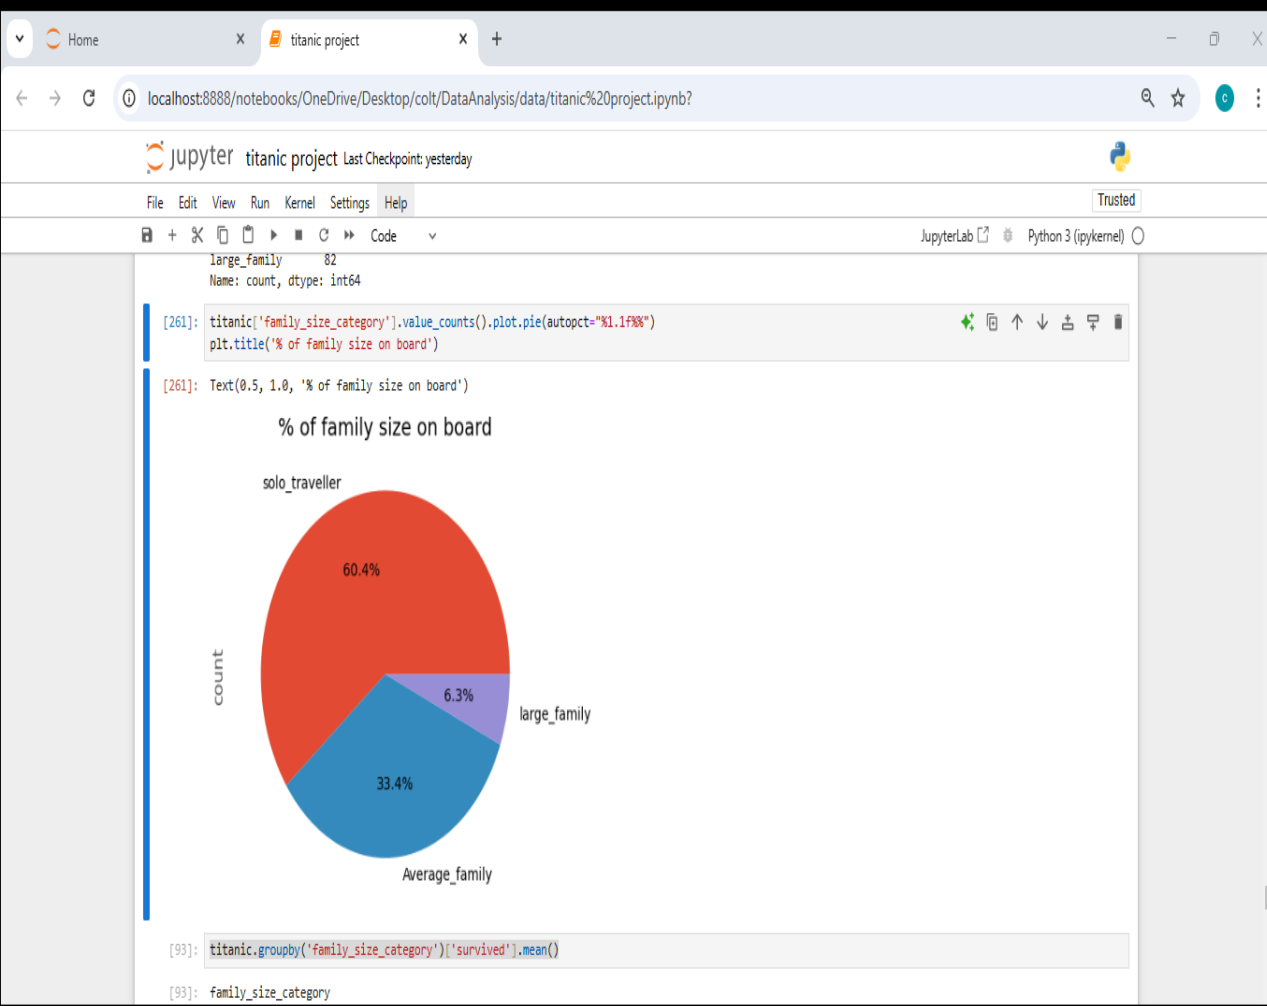 Home
titanic project
localhost:8888/notebooks/OneDrive/Desktop/colt/DataAnalysis/data/titanic%20project.ipynb?
c
jupyter titanic project Last Checkpoint: yesterday
File Edit View Run Kernel Settings Help
Trusted
Code
JupyterLab Python 3 (ipykernel)
large_family 82
Name: count, dtype: int64
[261]: titanic['family_size_category'].value_counts().plot.pie(autopct="%1.1f%%")
plt.title('% of family size on board')
[261]: Text(0.5, 1.0, '% of family size on board')
% of family size on board
solo_traveller
60.4%
count
6.3%
large_family
33.4%
Average_family
[93]: titanic.groupby('family_size_category')['survived'].mean()
[93]: family_size_category